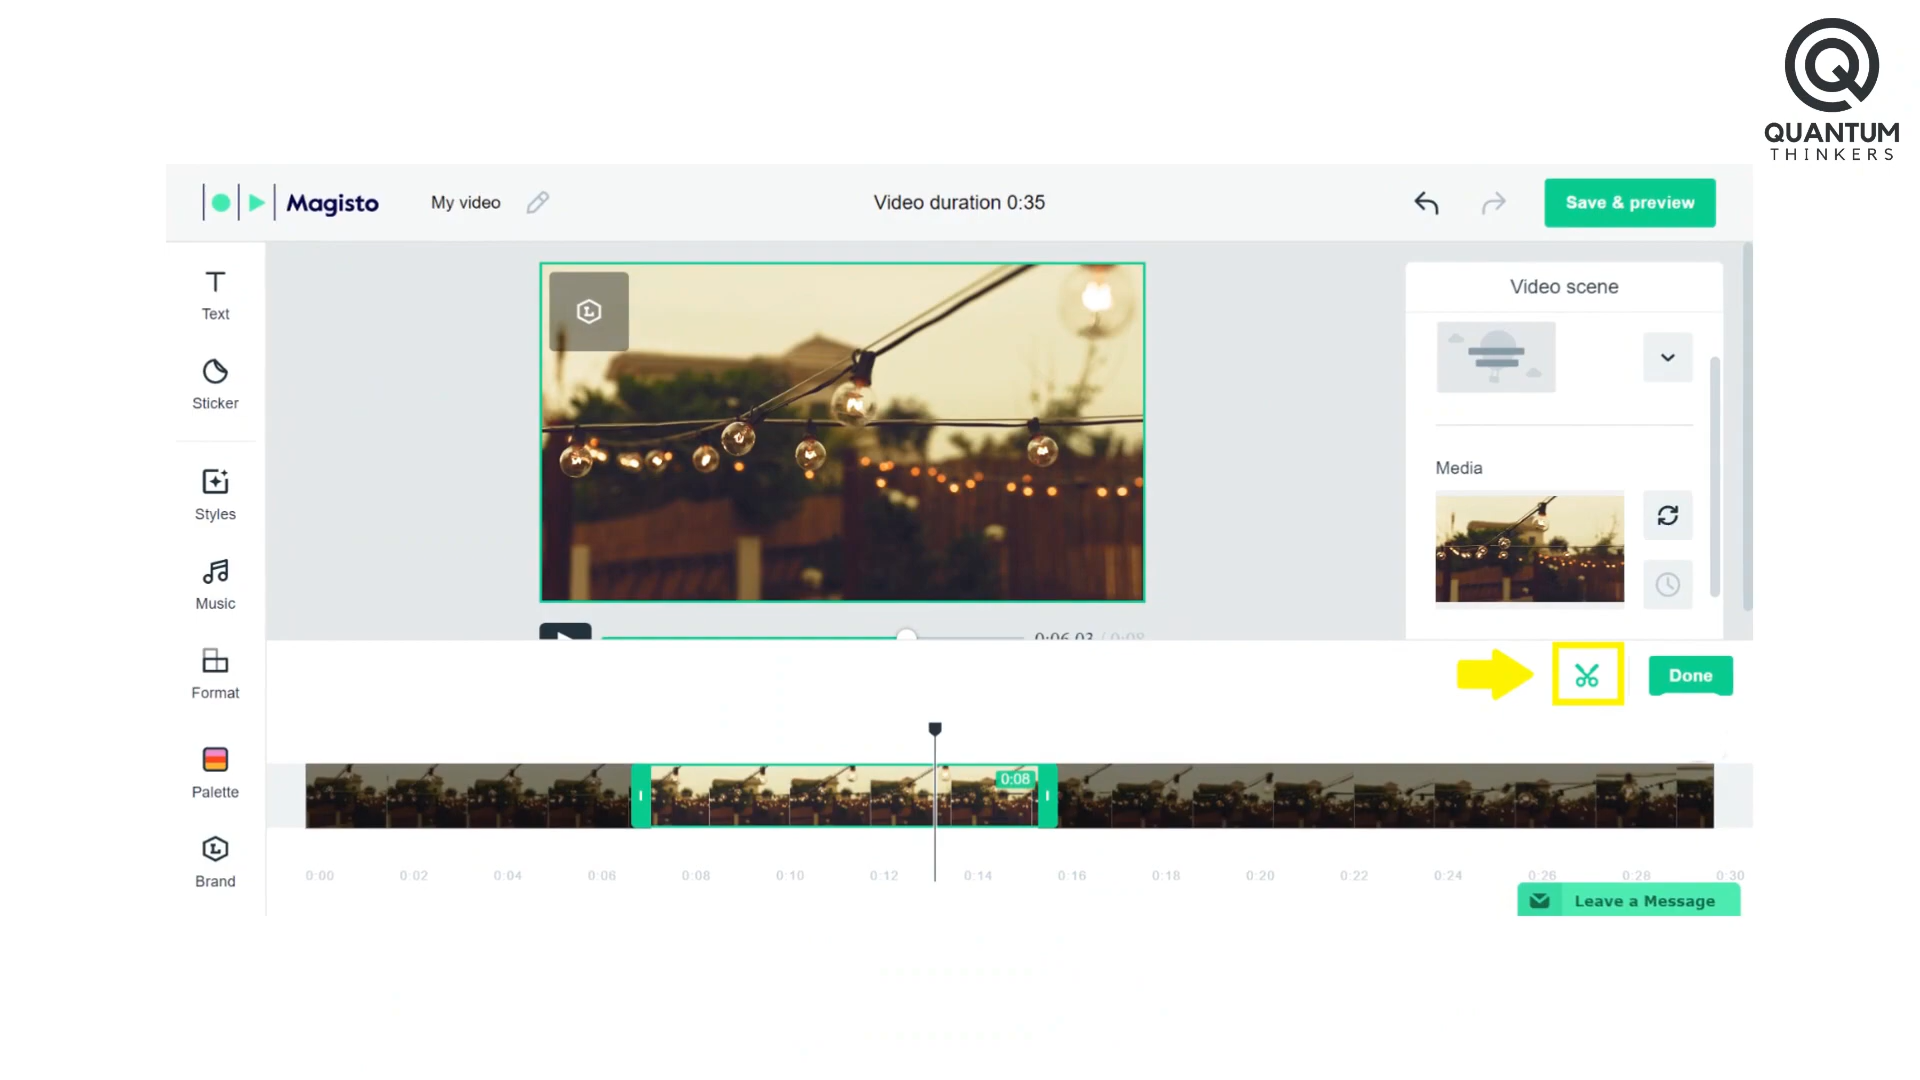 QUANTUM
THINKERS
Magisto
My video
Video duration 0:35
Save & preview
Text
Sticker
Styles
Music
Format
Palette
Brand
Video scene
Media
0:06.03 / 0:08
Done
0:08
0:00 0:02 0:04 0:06 0:08 0:10 0:12 0:14 0:16 0:18 0:20 0:22 0:24 0:26 0:28 0:30
Leave a Message